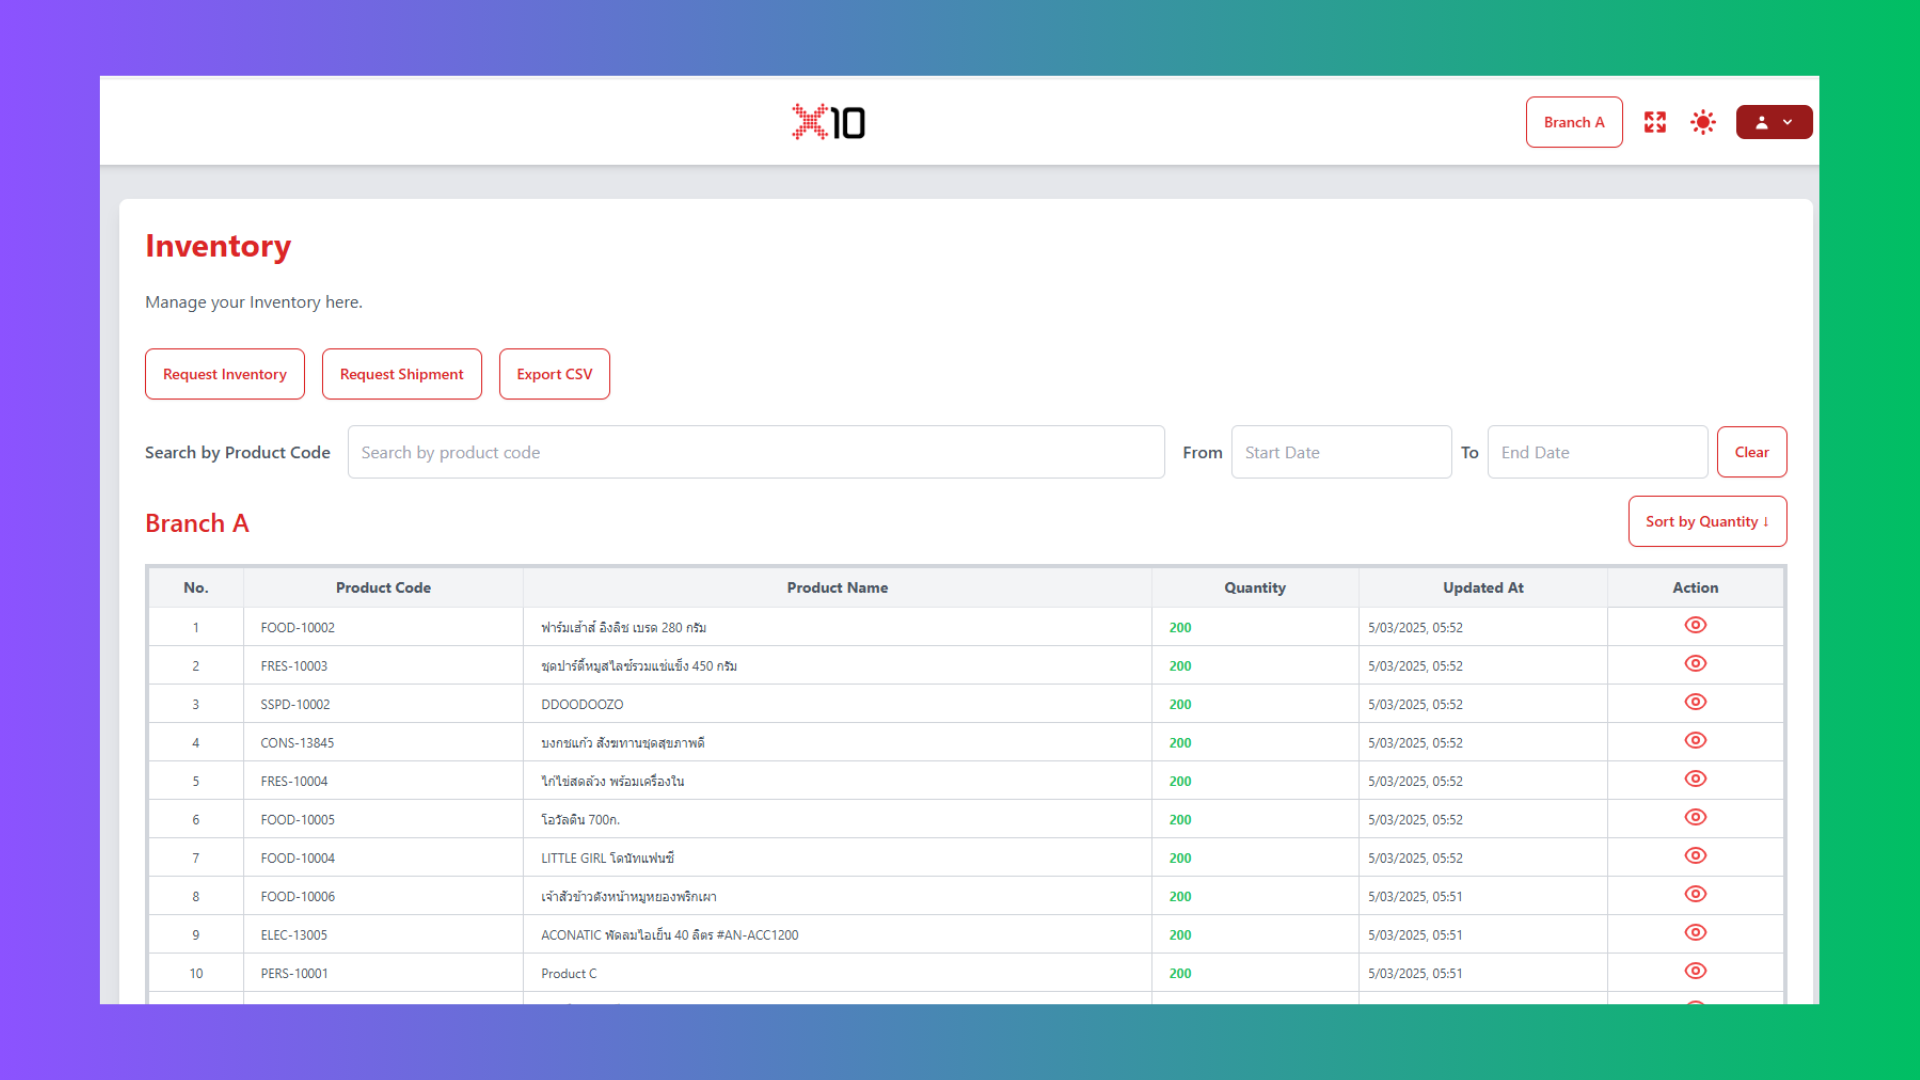 X10
Branch A
Inventory
Manage your Inventory here.
Request Inventory Request Shipment Export CSV
Search by Product Code Search by product code From Start Date To End Date Clear
Branch A Sort by Quantity ↓
No. Product Code Product Name Quantity Updated At Action
1 FOOD-10002 ฟาร์มเฮ้าส์ อิงลิช เบรด 280 กรัม 200 5/03/2025, 05:52
2 FRES-10003 ชุดปาร์ตี้หมูสไลซ์รวมแช่แข็ง 450 กรัม 200 5/03/2025, 05:52
3 SSPD-10002 DDOODOOZO 200 5/03/2025, 05:52
4 CONS-13845 บงกชแก้ว สังฆทานชุดสุขภาพดี 200 5/03/2025, 05:52
5 FRES-10004 ไก่ไข่สดล้วง พร้อมเครื่องใน 200 5/03/2025, 05:52
6 FOOD-10005 โอวัลติน 700ก. 200 5/03/2025, 05:52
7 FOOD-10004 LITTLE GIRL โดนัทแฟนซี 200 5/03/2025, 05:52
8 FOOD-10006 เจ้าสัวข้าวตังหน้าหมูหยองพริกเผา 200 5/03/2025, 05:51
9 ELEC-13005 ACONATIC พัดลมไอเย็น 40 ลิตร #AN-ACC1200 200 5/03/2025, 05:51
10 PERS-10001 Product C 200 5/03/2025, 05:51